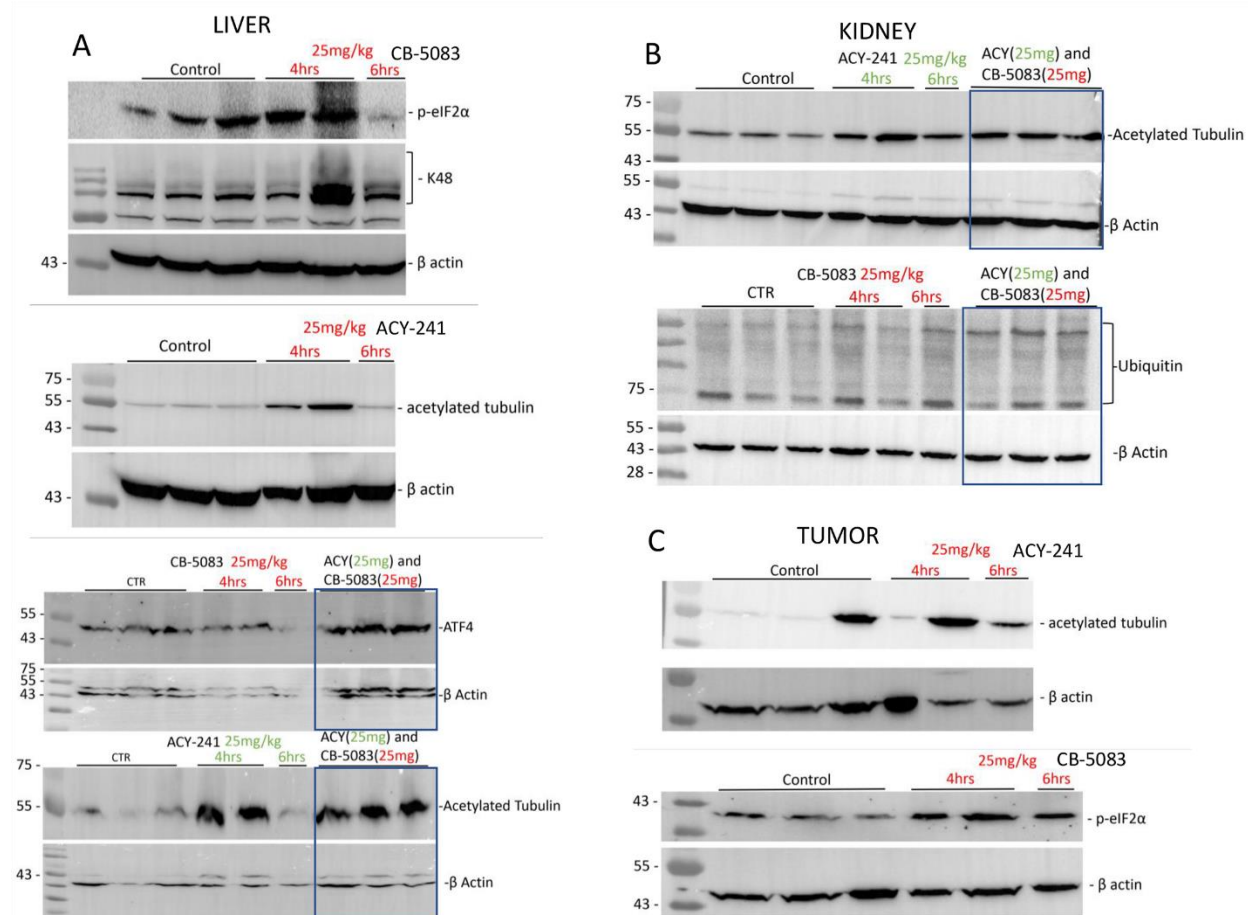 LIVER
A
25mg/kg CB-5083
Control 4hrs 6hrs
-p-eIF2α
-K48
43 - - β actin
25mg/kg ACY-241
Control 4hrs 6hrs
75 -
55 - - acetylated tubulin
43 -
43 - - β actin
CB-5083 25mg/kg ACY(25mg) and
CTR 4hrs 6hrs CB-5083(25mg)
55 -
-ATF4
43 -
75 -
55 -
43 - -β Actin
ACY-241 25mg/kg ACY(25mg) and
CTR 4hrs 6hrs CB-5083(25mg)
75 -
55 - -Acetylated Tubulin
43 -
-β Actin
KIDNEY
B
ACY-241 25mg/kg ACY(25mg) and
Control 4hrs 6hrs CB-5083(25mg)
75 -
55 - -Acetylated Tubulin
43 -
55 -
43 - -β Actin
CB-5083 25mg/kg ACY(25mg) and
CTR 4hrs 6hrs CB-5083(25mg)
-Ubiquitin
75 -
55 -
43 - -β Actin
28 -
TUMOR
C
25mg/kg ACY-241
Control 4hrs 6hrs
- acetylated tubulin
- β actin
25mg/kg CB-5083
Control 4hrs 6hrs
43 -
- p-eIF2α
55 -
- β actin
43 -